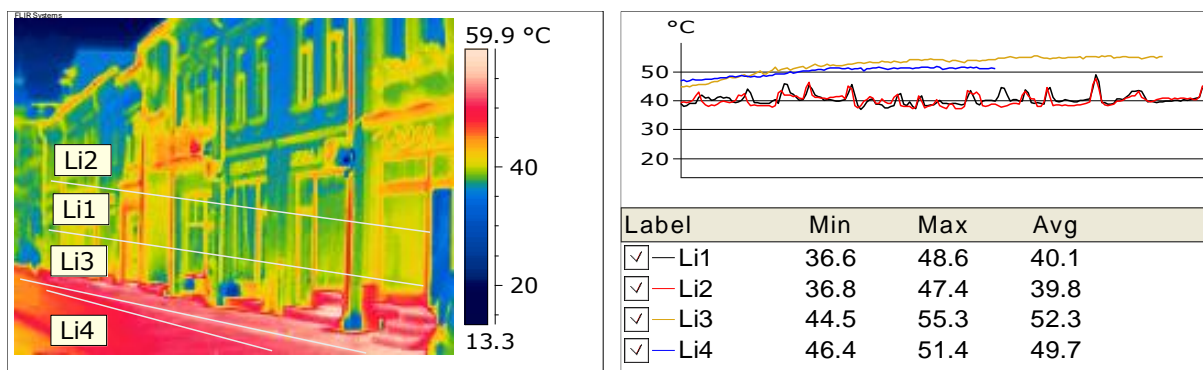 FLIR Systems
59.9 °C
40
20
13.3
Li2
Li1
Li3
Li4
°C
50
40
30
20
Label Min Max Avg
Li1 36.6 48.6 40.1
Li2 36.8 47.4 39.8
Li3 44.5 55.3 52.3
Li4 46.4 51.4 49.7